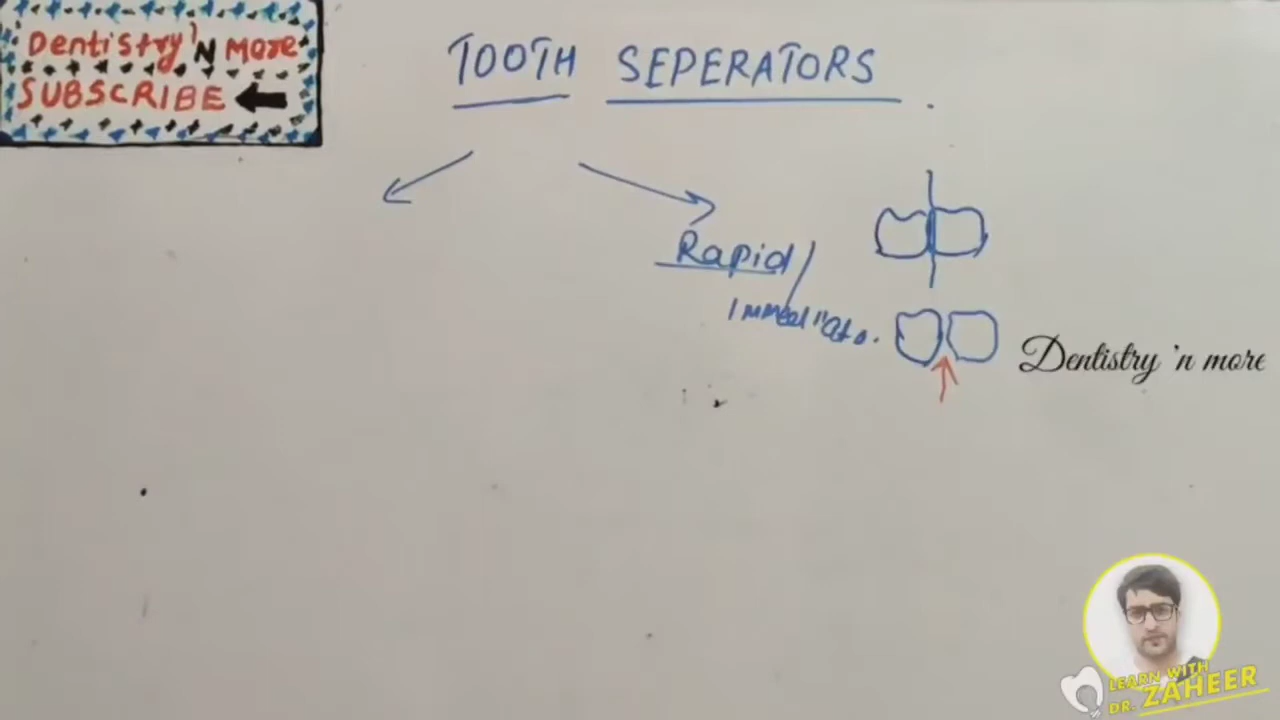 Dentistry'N More
SUBSCRIBE
TOOTH SEPERATORS.
Rapid/
Immediate.
Dentistry 'n more
LEARN WITH
DR. ZAHEER